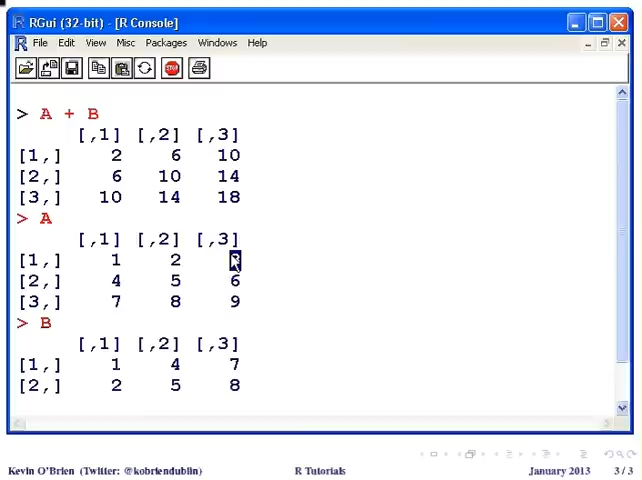 RGui (32-bit) - [R Console]
File Edit View Misc Packages Windows Help
STOP
> A + B
[,1] [,2] [,3]
[1,] 2 6 10
[2,] 6 10 14
[3,] 10 14 18
> A
[,1] [,2] [,3]
[1,] 1 2
[2,] 4 5 6
[3,] 7 8 9
> B
[,1] [,2] [,3]
[1,] 1 4 7
[2,] 2 5 8
Kevin O'Brien (Twitter: @kobriendublin) R Tutorials January 2013 3 / 3